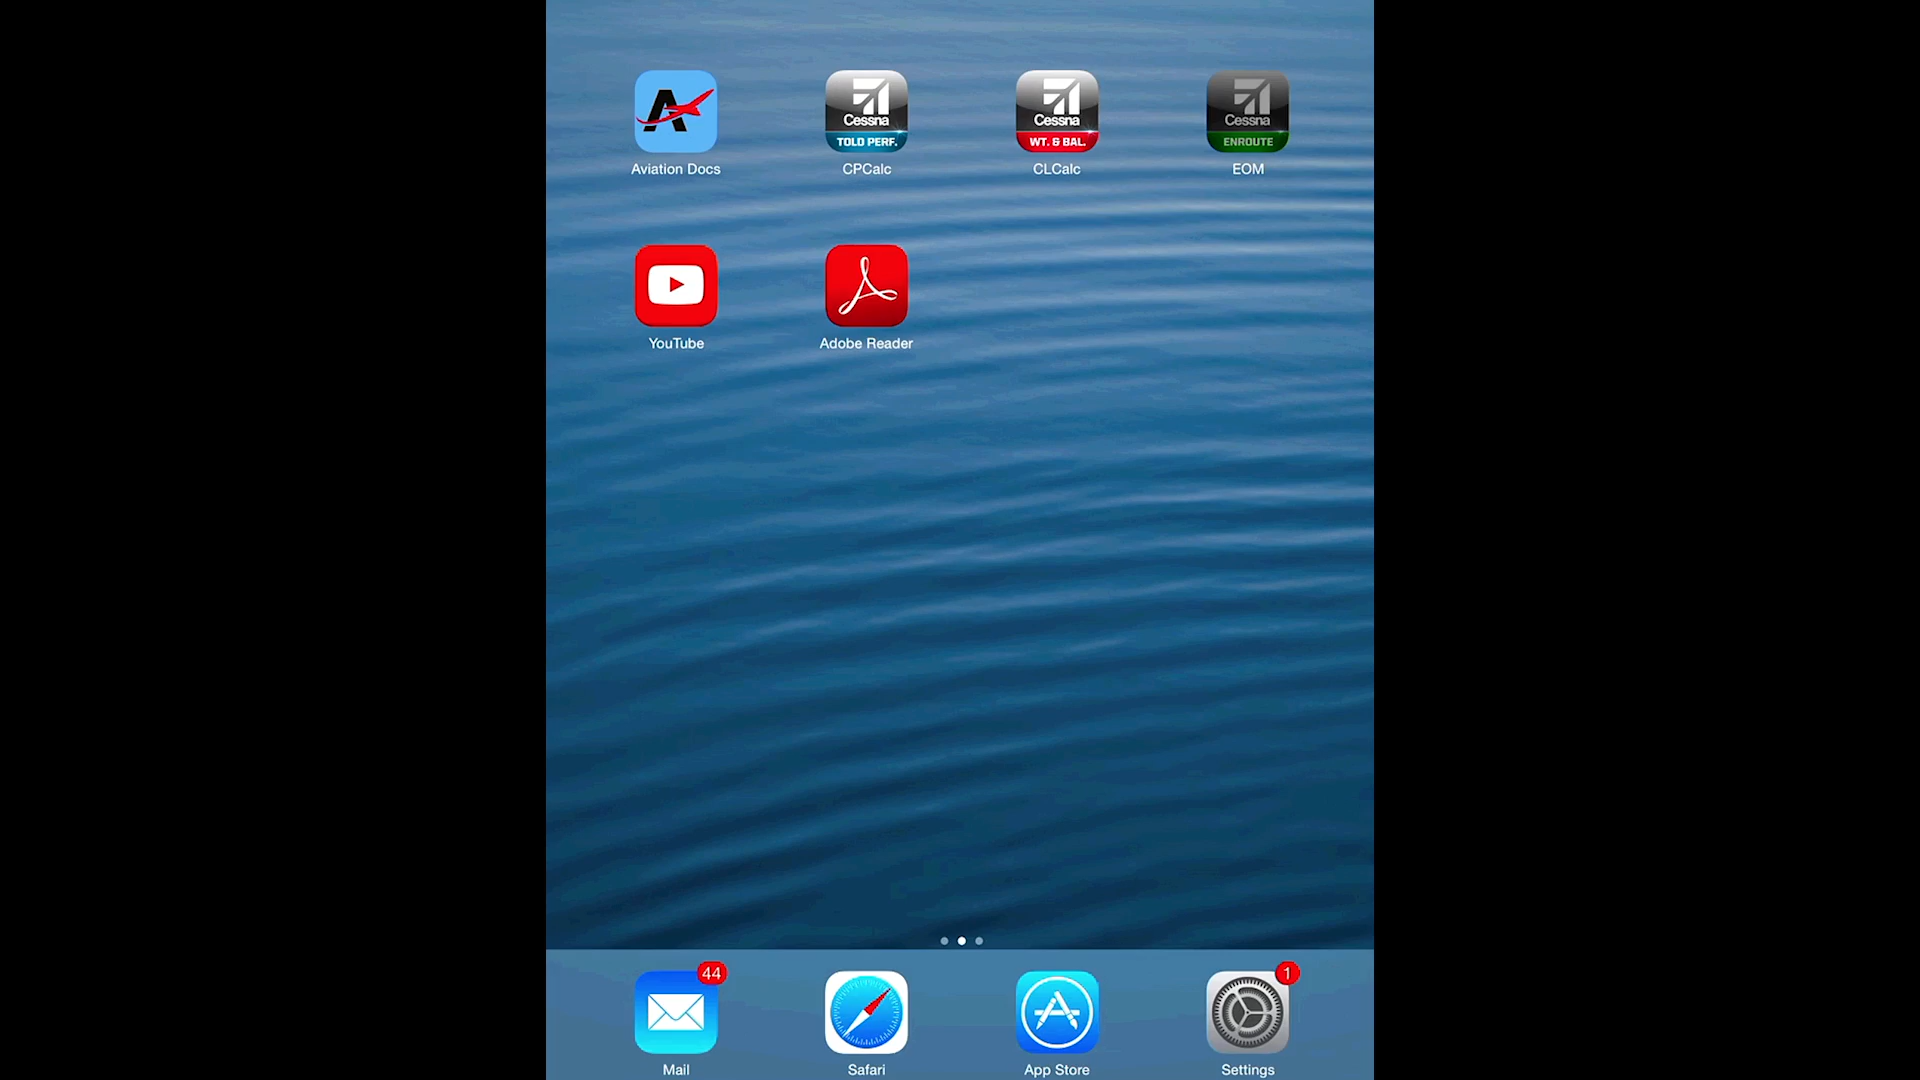 Cessna
TOLD PERF.
Cessna
WT. & BAL.
Cessna
ENROUTE
Aviation Docs
CPCalc
CLCalc
EOM
YouTube
Adobe Reader
44
1
Mail
Safari
App Store
Settings